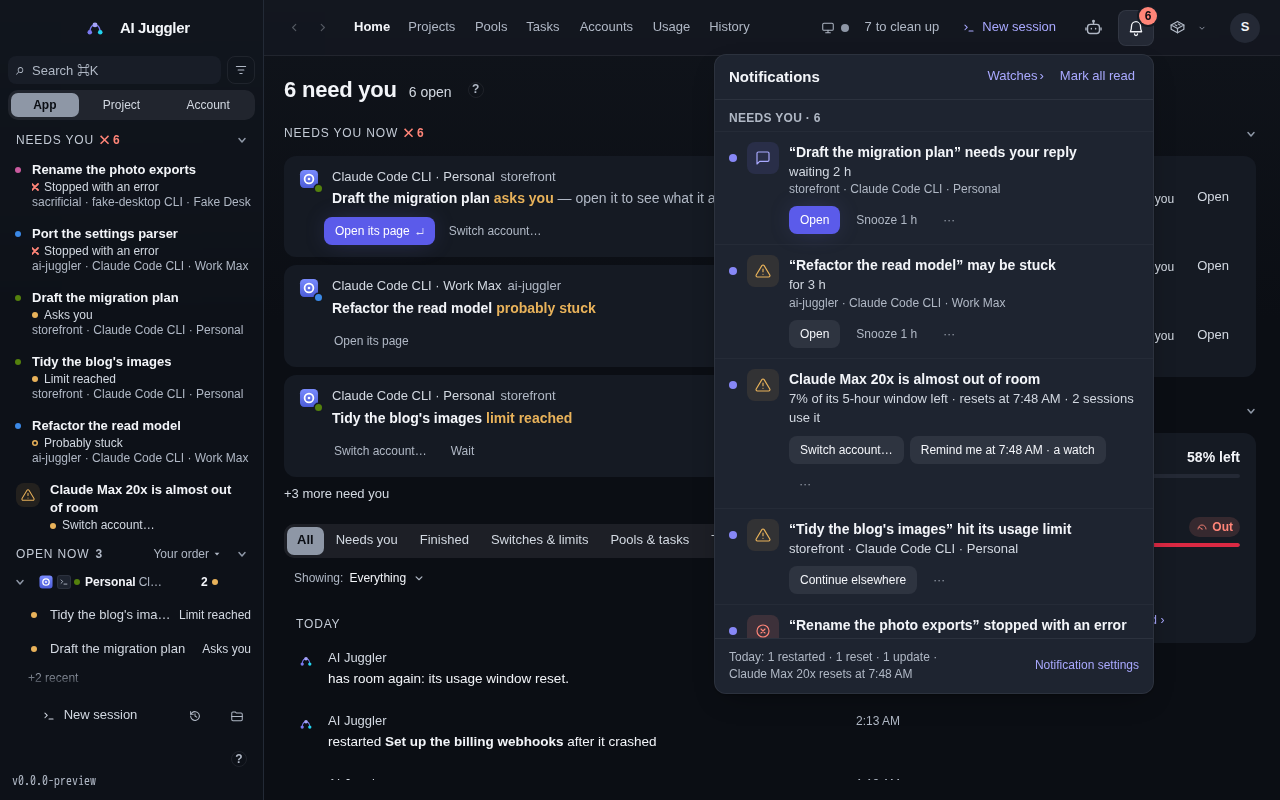 AI Juggler
Search ⌘K
App
Project
Account
NEEDS YOU 6
Rename the photo exports
Stopped with an error
sacrificial · fake-desktop CLI · Fake Desk
Port the settings parser
Stopped with an error
ai-juggler · Claude Code CLI · Work Max
Draft the migration plan
Asks you
storefront · Claude Code CLI · Personal
Tidy the blog's images
Limit reached
storefront · Claude Code CLI · Personal
Refactor the read model
Probably stuck
ai-juggler · Claude Code CLI · Work Max
Claude Max 20x is almost out
of room
Switch account…
OPEN NOW 3
Your order
Personal Cl…
2
Tidy the blog's ima… Limit reached
Draft the migration plan Asks you
+2 recent
New session
?
v0.0.0-preview
Home
Projects
Pools
Tasks
Accounts
Usage
History
7 to clean up
New session
6
S
6 need you 6 open ?
NEEDS YOU NOW 6
Claude Code CLI · Personal storefront
Draft the migration plan asks you — open it to see what it a
Open its page
Switch account…
Claude Code CLI · Work Max ai-juggler
Refactor the read model probably stuck
Open its page
Claude Code CLI · Personal storefront
Tidy the blog's images limit reached
Switch account…
Wait
+3 more need you
All
Needs you
Finished
Switches & limits
Pools & tasks
Showing: Everything
TODAY
AI Juggler
has room again: its usage window reset.
AI Juggler
2:13 AM
restarted Set up the billing webhooks after it crashed
Notifications
Watches ›
Mark all read
NEEDS YOU · 6
“Draft the migration plan” needs your reply
waiting 2 h
storefront · Claude Code CLI · Personal
Open
Snooze 1 h
…
“Refactor the read model” may be stuck
for 3 h
ai-juggler · Claude Code CLI · Work Max
Open
Snooze 1 h
…
Claude Max 20x is almost out of room
7% of its 5-hour window left · resets at 7:48 AM · 2 sessions
use it
Switch account…
Remind me at 7:48 AM · a watch
…
“Tidy the blog's images” hit its usage limit
storefront · Claude Code CLI · Personal
Continue elsewhere
…
“Rename the photo exports” stopped with an error
Today: 1 restarted · 1 reset · 1 update ·
Claude Max 20x resets at 7:48 AM
Notification settings
you
Open
you
Open
you
Open
58% left
Out